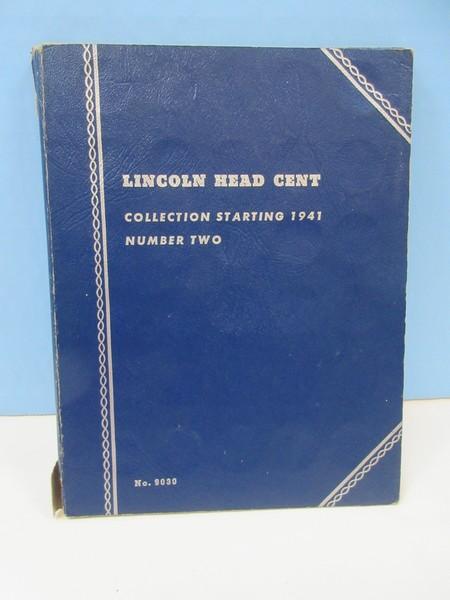 LINCOLN HEAD CENT
COLLECTION STARTING 1941
NUMBER TWO
No. 9030